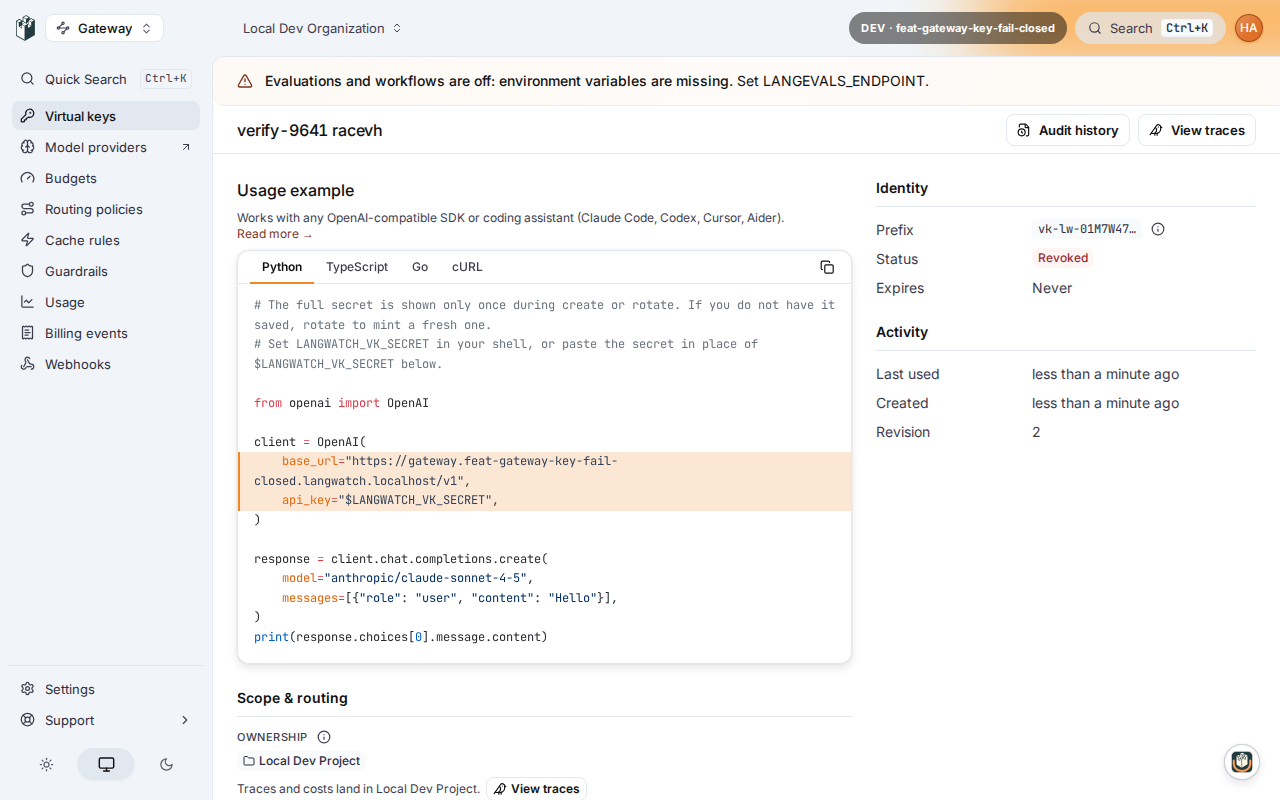 Gateway
Local Dev Organization
DEV · feat-gateway-key-fail-closed
Search Ctrl+K
HA
Quick Search Ctrl+K
Virtual keys
Model providers
Budgets
Routing policies
Cache rules
Guardrails
Usage
Billing events
Webhooks
Settings
Support
Evaluations and workflows are off: environment variables are missing. Set LANGEVALS_ENDPOINT.
verify-9641 racevh
Audit history
View traces
Usage example
Works with any OpenAI-compatible SDK or coding assistant (Claude Code, Codex, Cursor, Aider).
Read more →
Python TypeScript Go cURL
# The full secret is shown only once during create or rotate. If you do not have it
saved, rotate to mint a fresh one.
# Set LANGWATCH_VK_SECRET in your shell, or paste the secret in place of
$LANGWATCH_VK_SECRET below.
from openai import OpenAI
client = OpenAI(
base_url="https://gateway.feat-gateway-key-fail-
closed.langwatch.localhost/v1",
api_key="$LANGWATCH_VK_SECRET",
)
response = client.chat.completions.create(
model="anthropic/claude-sonnet-4-5",
messages=[{"role": "user", "content": "Hello"}],
)
print(response.choices[0].message.content)
Scope & routing
OWNERSHIP
Local Dev Project
Traces and costs land in Local Dev Project. View traces
Identity
Prefix vk-lw-01M7W47…
Status Revoked
Expires Never
Activity
Last used less than a minute ago
Created less than a minute ago
Revision 2